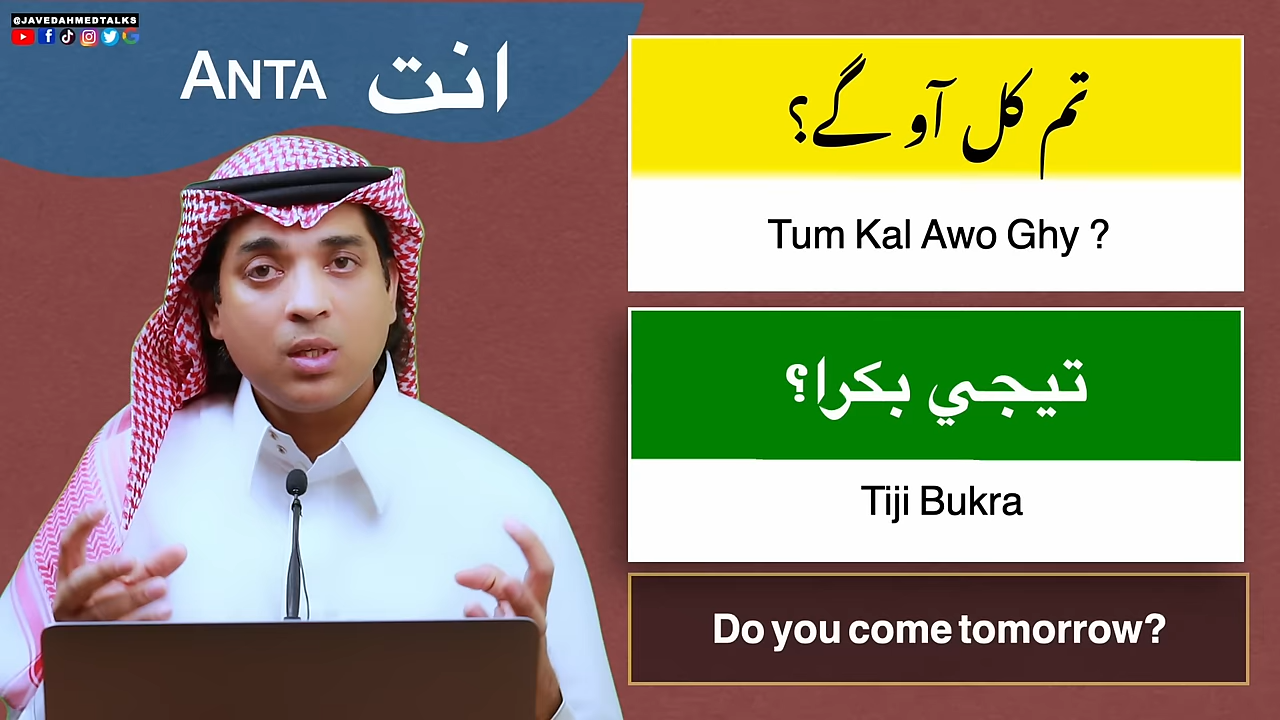 @JAVEDAHMEDTALKS
ANTA انت
تم کل آو گے؟
Tum Kal Awo Ghy ?
تيجي بكرا؟
Tiji Bukra
Do you come tomorrow?